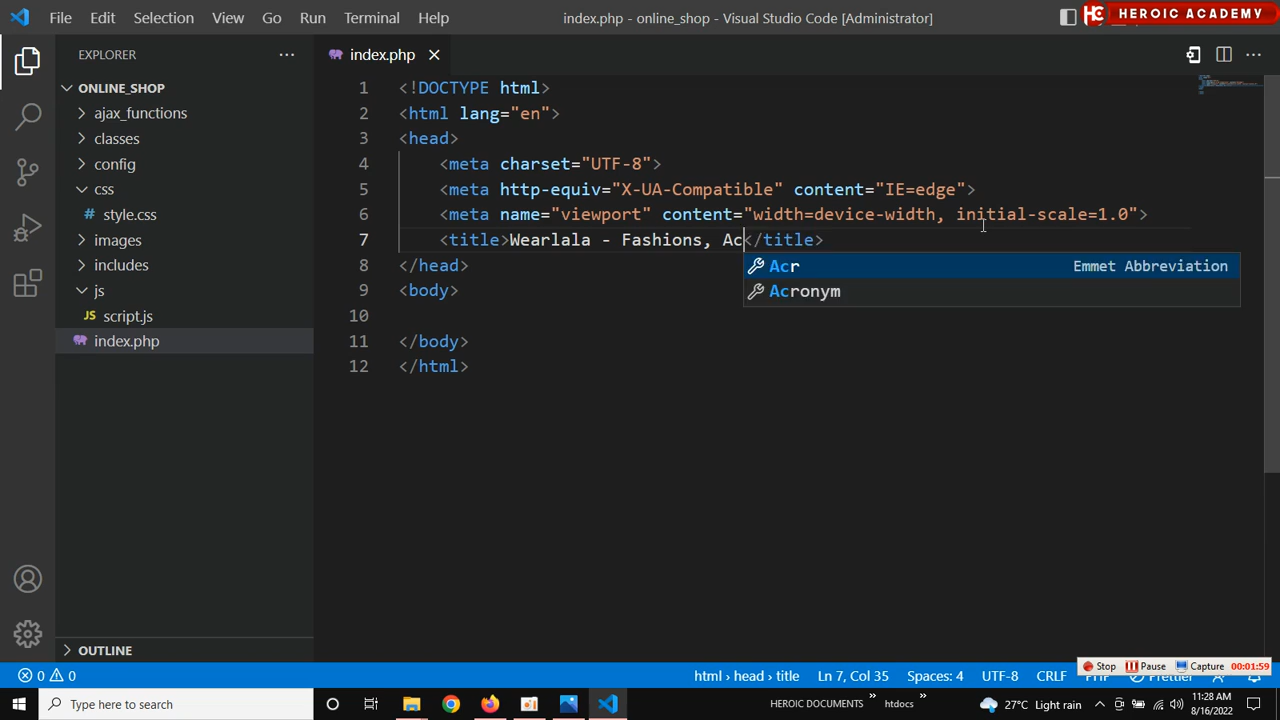 File Edit Selection View Go Run Terminal Help
index.php - online_shop - Visual Studio Code [Administrator]
HC HEROIC ACADEMY
EXPLORER
index.php
ONLINE_SHOP
ajax_functions
classes
config
css
# style.css
images
includes
js
JS script.js
index.php
OUTLINE
1 <!DOCTYPE html>
2 <html lang="en">
3 <head>
4 <meta charset="UTF-8">
5 <meta http-equiv="X-UA-Compatible" content="IE=edge">
6 <meta name="viewport" content="width=device-width, initial-scale=1.0">
7 <title>Wearlala - Fashions, Ac</title>
8 </head>
9 <body>
10
11 </body>
12 </html>
Acr Emmet Abbreviation
Acronym
0 0
html > head > title Ln 7, Col 35 Spaces: 4 UTF-8 CRLF PHP Prettier
Stop Pause Capture 00:01:59
Type here to search
HEROIC DOCUMENTS » htdocs »
27°C Light rain
11:28 AM
8/16/2022